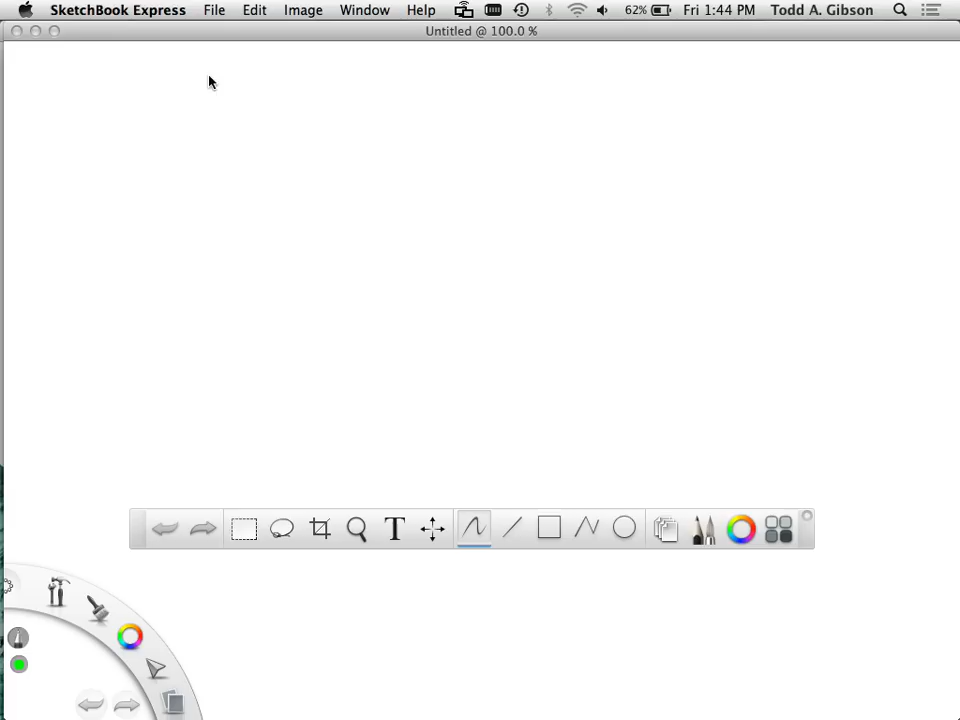 SketchBook Express File Edit Image Window Help 62% Fri 1:44 PM Todd A. Gibson
Untitled @ 100.0 %
T